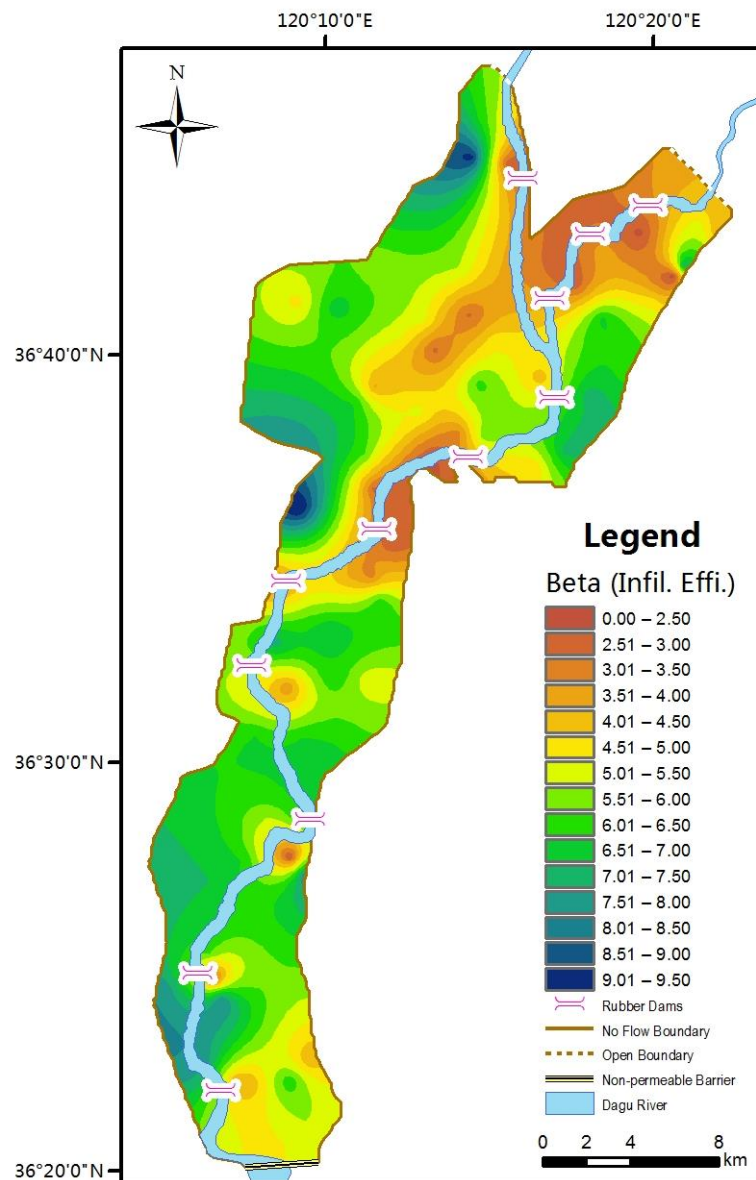 120°10'0"E 120°20'0"E
N
36°40'0"N
36°30'0"N
36°20'0"N
Legend
Beta (Infil. Effi.)
0.00 – 2.50
2.51 – 3.00
3.01 – 3.50
3.51 – 4.00
4.01 – 4.50
4.51 – 5.00
5.01 – 5.50
5.51 – 6.00
6.01 – 6.50
6.51 – 7.00
7.01 – 7.50
7.51 – 8.00
8.01 – 8.50
8.51 – 9.00
9.01 – 9.50
Rubber Dams
No Flow Boundary
Open Boundary
Non-permeable Barrier
Dagu River
0 2 4 8
km